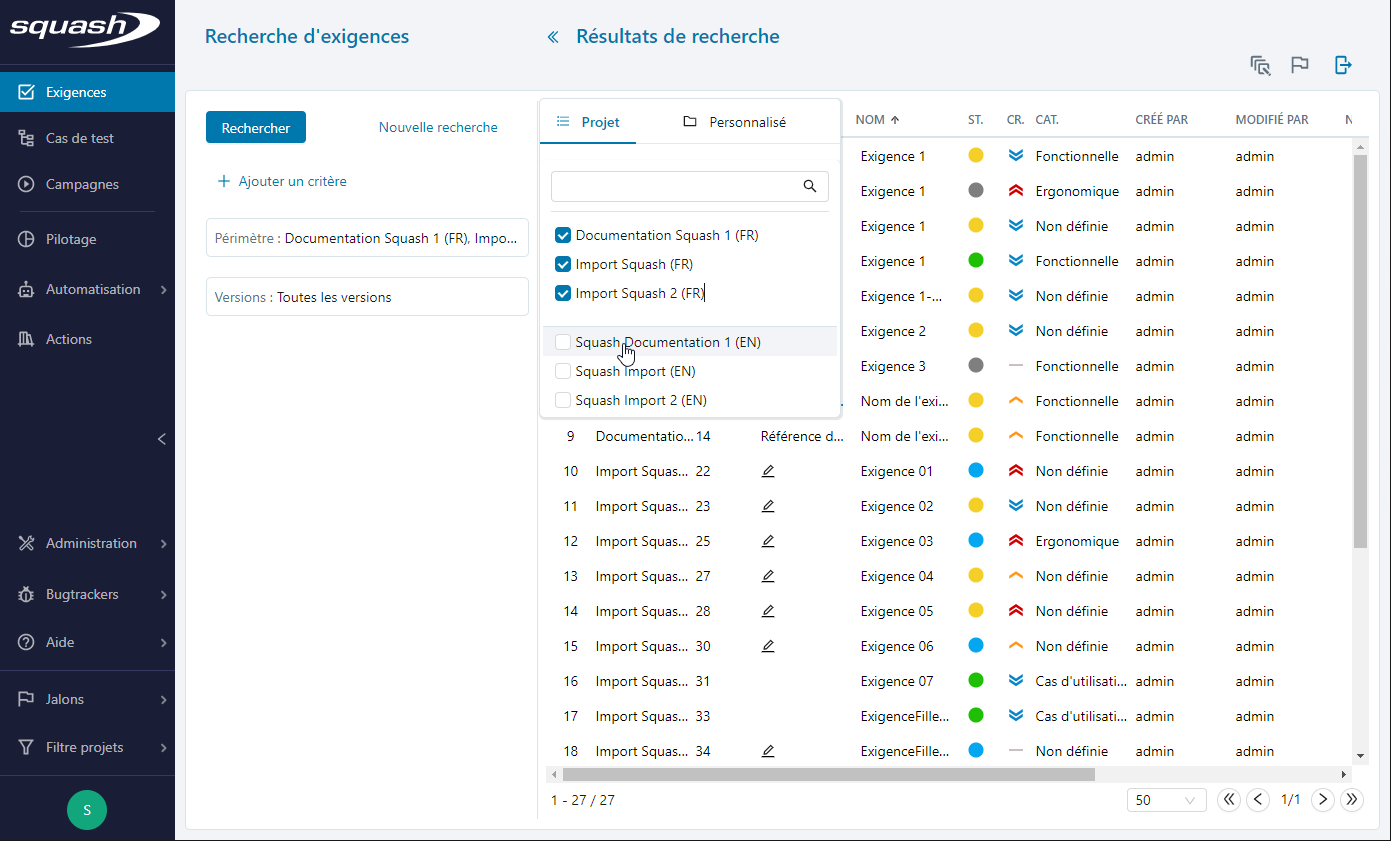 squash
Exigences
Cas de test
Campagnes
Pilotage
Automatisation
Actions
Administration
Bugtrackers
Aide
Jalons
Filtre projets
S
Recherche d'exigences
Rechercher
Nouvelle recherche
+ Ajouter un critère
Périmètre : Documentation Squash 1 (FR), Impo...
Versions : Toutes les versions
« Résultats de recherche
Projet Personnalisé
Documentation Squash 1 (FR)
Import Squash (FR)
Import Squash 2 (FR)
Squash Documentation 1 (EN)
Squash Import (EN)
Squash Import 2 (EN)
NOM ST. CR. CAT. CRÉÉ PAR MODIFIÉ PAR N
Exigence 1 Fonctionnelle admin admin
Exigence 1 Ergonomique admin admin
Exigence 1 Non définie admin admin
Exigence 1 Fonctionnelle admin admin
Exigence 1-... Non définie admin admin
Exigence 2 Non définie admin admin
Exigence 3 Fonctionnelle admin admin
Nom de l'exi... Fonctionnelle admin admin
9 Documentatio... 14 Référence d... Nom de l'exi... Fonctionnelle admin admin
10 Import Squas... 22 Exigence 01 Non définie admin admin
11 Import Squas... 23 Exigence 02 Non définie admin admin
12 Import Squas... 25 Exigence 03 Ergonomique admin admin
13 Import Squas... 27 Exigence 04 Non définie admin admin
14 Import Squas... 28 Exigence 05 Non définie admin admin
15 Import Squas... 30 Exigence 06 Non définie admin admin
16 Import Squas... 31 Exigence 07 Cas d'utilisati... admin admin
17 Import Squas... 33 ExigenceFille... Cas d'utilisati... admin admin
18 Import Squas... 34 ExigenceFille... Non définie admin admin
1 - 27 / 27
50
1/1